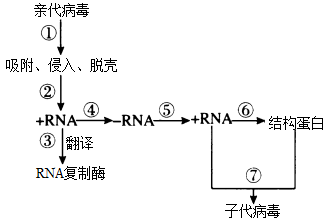 亲代病毒
①
吸附、侵入、脱壳
②
+RNA ④ -RNA ⑤ +RNA ⑥ 结构蛋白
③ 翻译
RNA复制酶
⑦
子代病毒